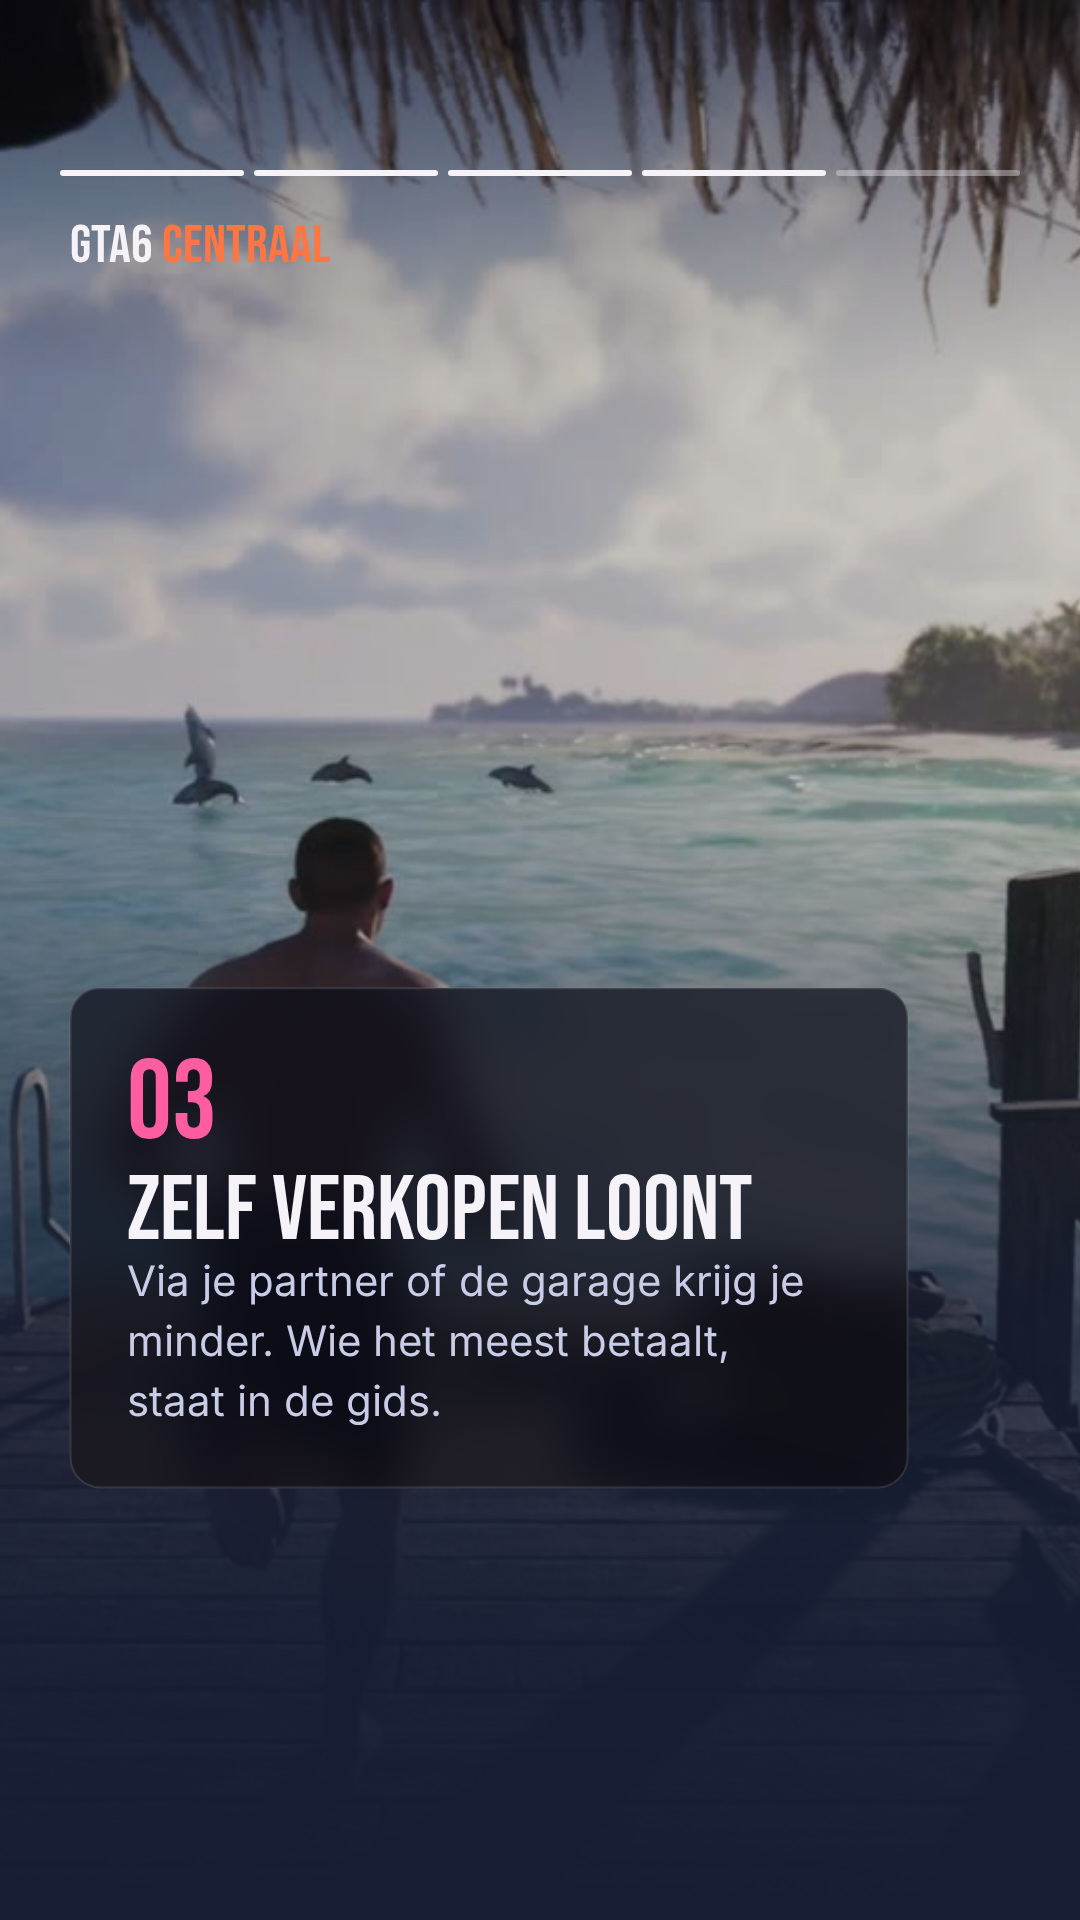 GTA6 CENTRAAL
03
ZELF VERKOPEN LOONT
Via je partner of de garage krijg je
minder. Wie het meest betaalt,
staat in de gids.